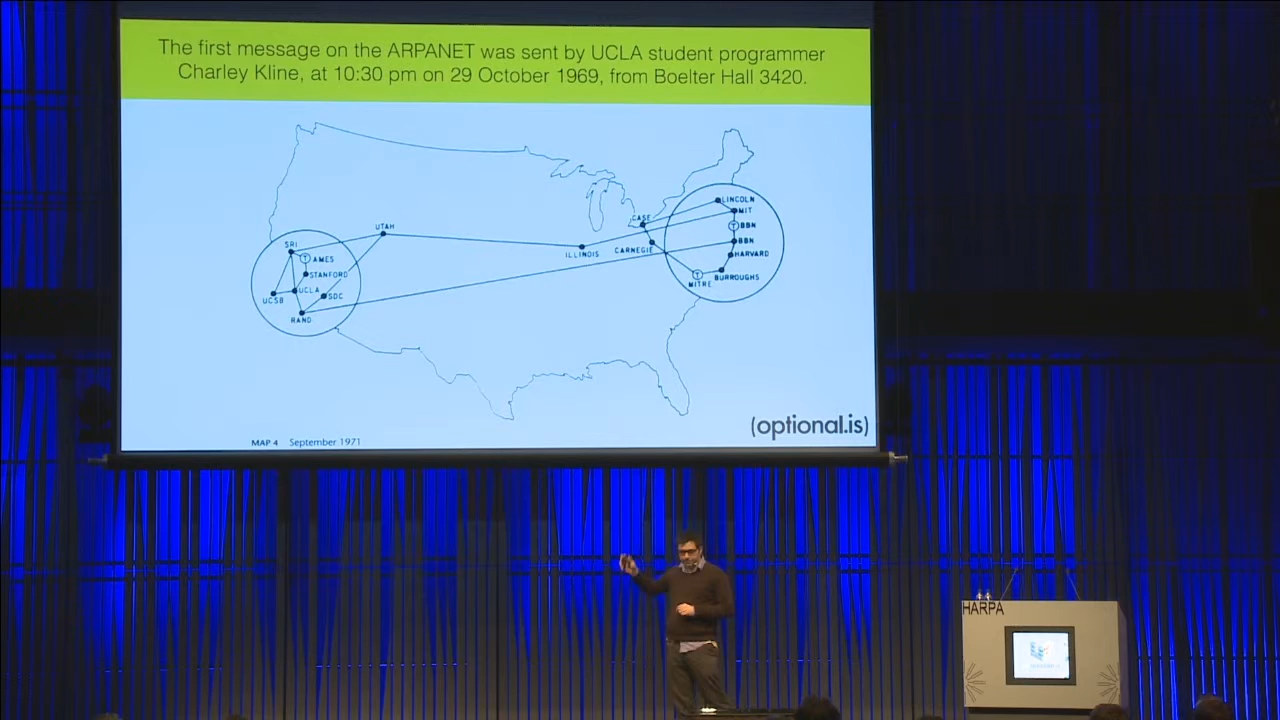 The first message on the ARPANET was sent by UCLA student programmer
Charley Kline, at 10:30 pm on 29 October 1969, from Boelter Hall 3420.
LINCOLN
MIT
CASE
BBN
UTAH
SRI
BBN
ILLINOIS
CARNEGIE
HARVARD
T AMES
STANFORD
T BURROUGHS
MITRE
UCSB
UCLA
SDC
RAND
(optional.is)
MAP 4 September 1971
HARPA